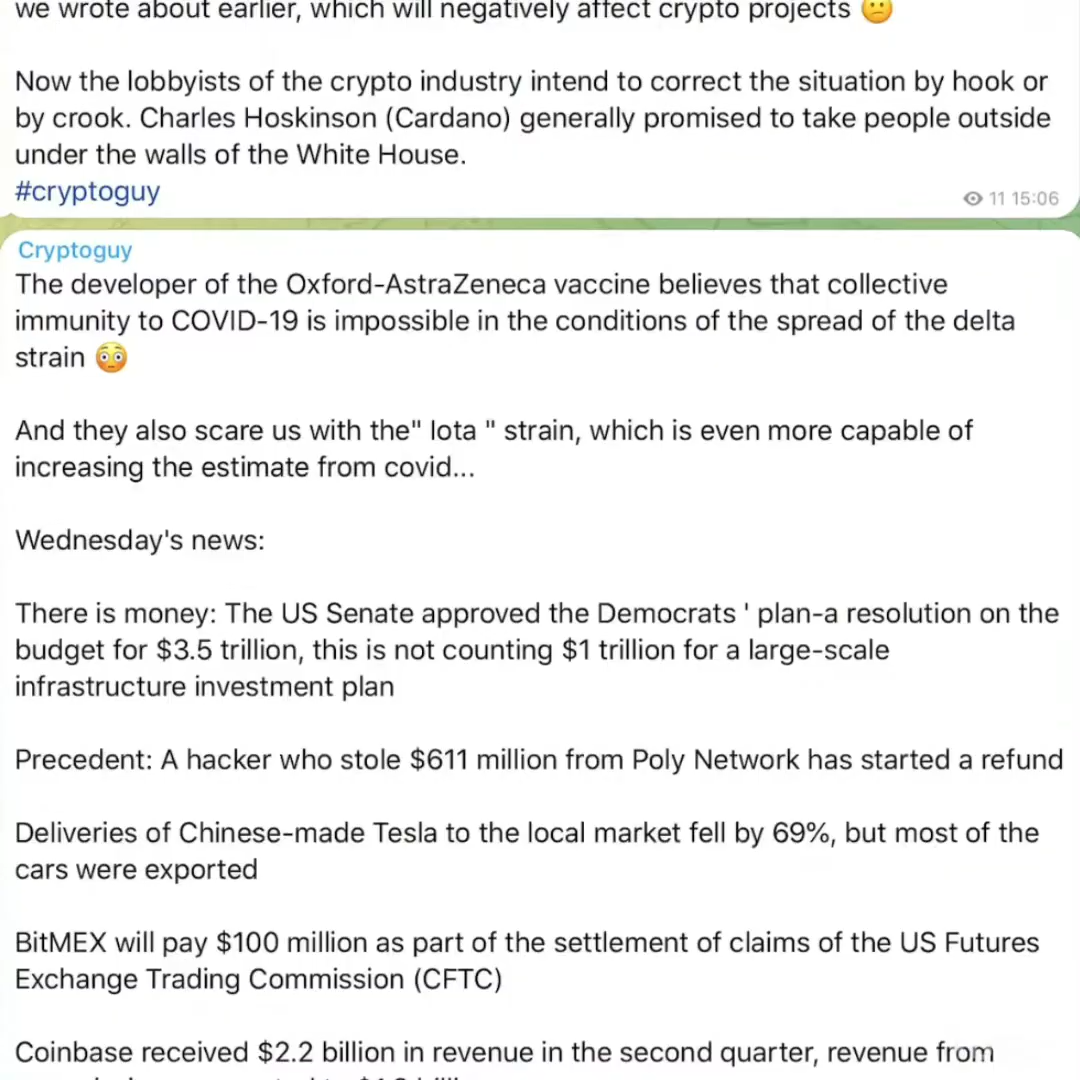 we wrote about earlier, which will negatively affect crypto projects 😕
Now the lobbyists of the crypto industry intend to correct the situation by hook or
by crook. Charles Hoskinson (Cardano) generally promised to take people outside
under the walls of the White House.
#cryptoguy
11 15:06
Cryptoguy
The developer of the Oxford-AstraZeneca vaccine believes that collective
immunity to COVID-19 is impossible in the conditions of the spread of the delta
strain 😳
And they also scare us with the" Iota " strain, which is even more capable of
increasing the estimate from covid...
Wednesday's news:
There is money: The US Senate approved the Democrats ' plan-a resolution on the
budget for $3.5 trillion, this is not counting $1 trillion for a large-scale
infrastructure investment plan
Precedent: A hacker who stole $611 million from Poly Network has started a refund
Deliveries of Chinese-made Tesla to the local market fell by 69%, but most of the
cars were exported
BitMEX will pay $100 million as part of the settlement of claims of the US Futures
Exchange Trading Commission (CFTC)
Coinbase received $2.2 billion in revenue in the second quarter, revenue from